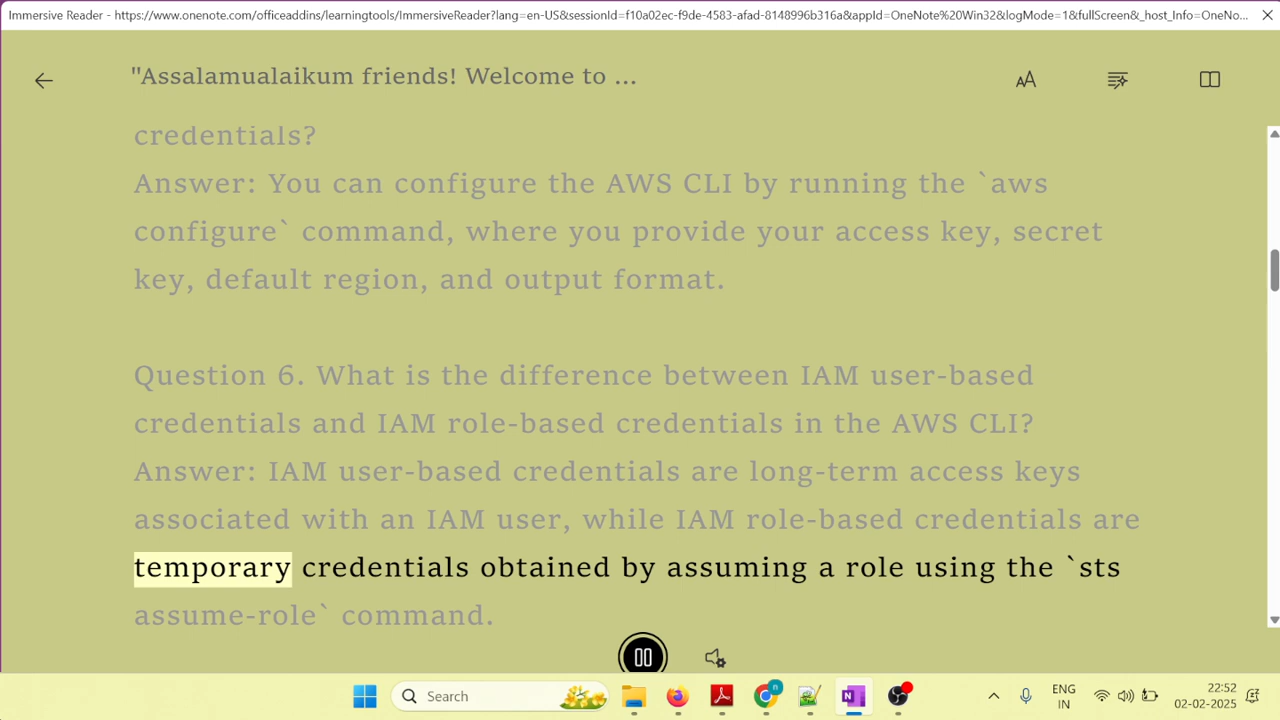 Immersive Reader - https://www.onenote.com/officeaddins/learningtools/ImmersiveReader?lang=en-US&sessionId=f10a02ec-f9de-4583-afad-8148996b316a&appId=OneNote%20Win32&logMode=1&fullScreen&_host_Info=OneNo...
"Assalamualaikum friends! Welcome to ...
credentials?
Answer: You can configure the AWS CLI by running the `aws
configure` command, where you provide your access key, secret
key, default region, and output format.
Question 6. What is the difference between IAM user-based
credentials and IAM role-based credentials in the AWS CLI?
Answer: IAM user-based credentials are long-term access keys
associated with an IAM user, while IAM role-based credentials are
temporary credentials obtained by assuming a role using the `sts
assume-role` command.
Search
ENG
IN
22:52
02-02-2025